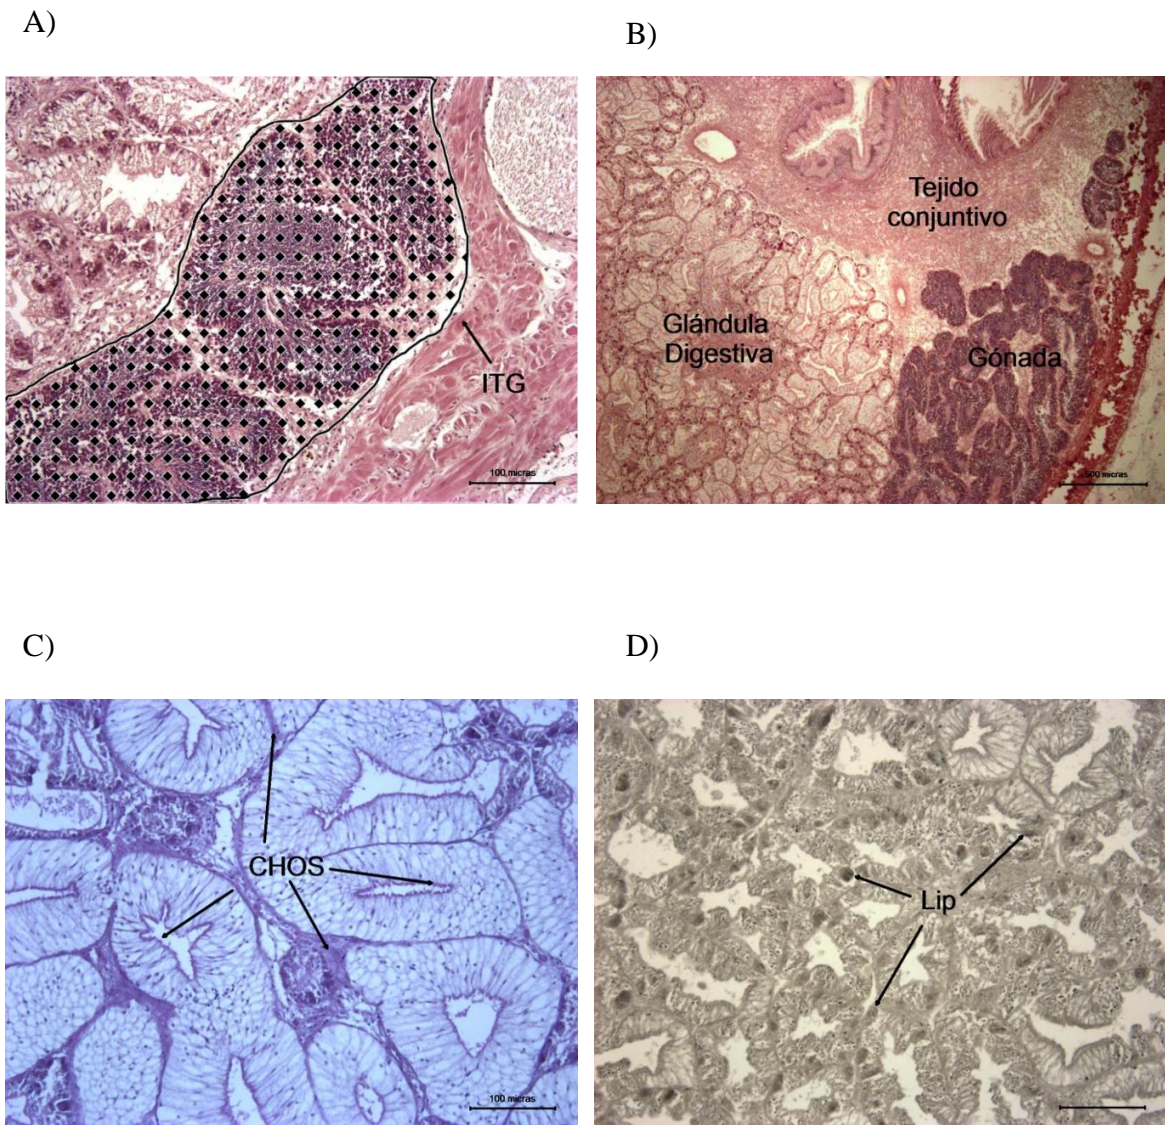 A)
B)
ITG
100 micras
Tejido
conjuntivo
Glándula
Digestiva
Gónada
500 micras
C)
D)
CHOS
100 micras
Lip